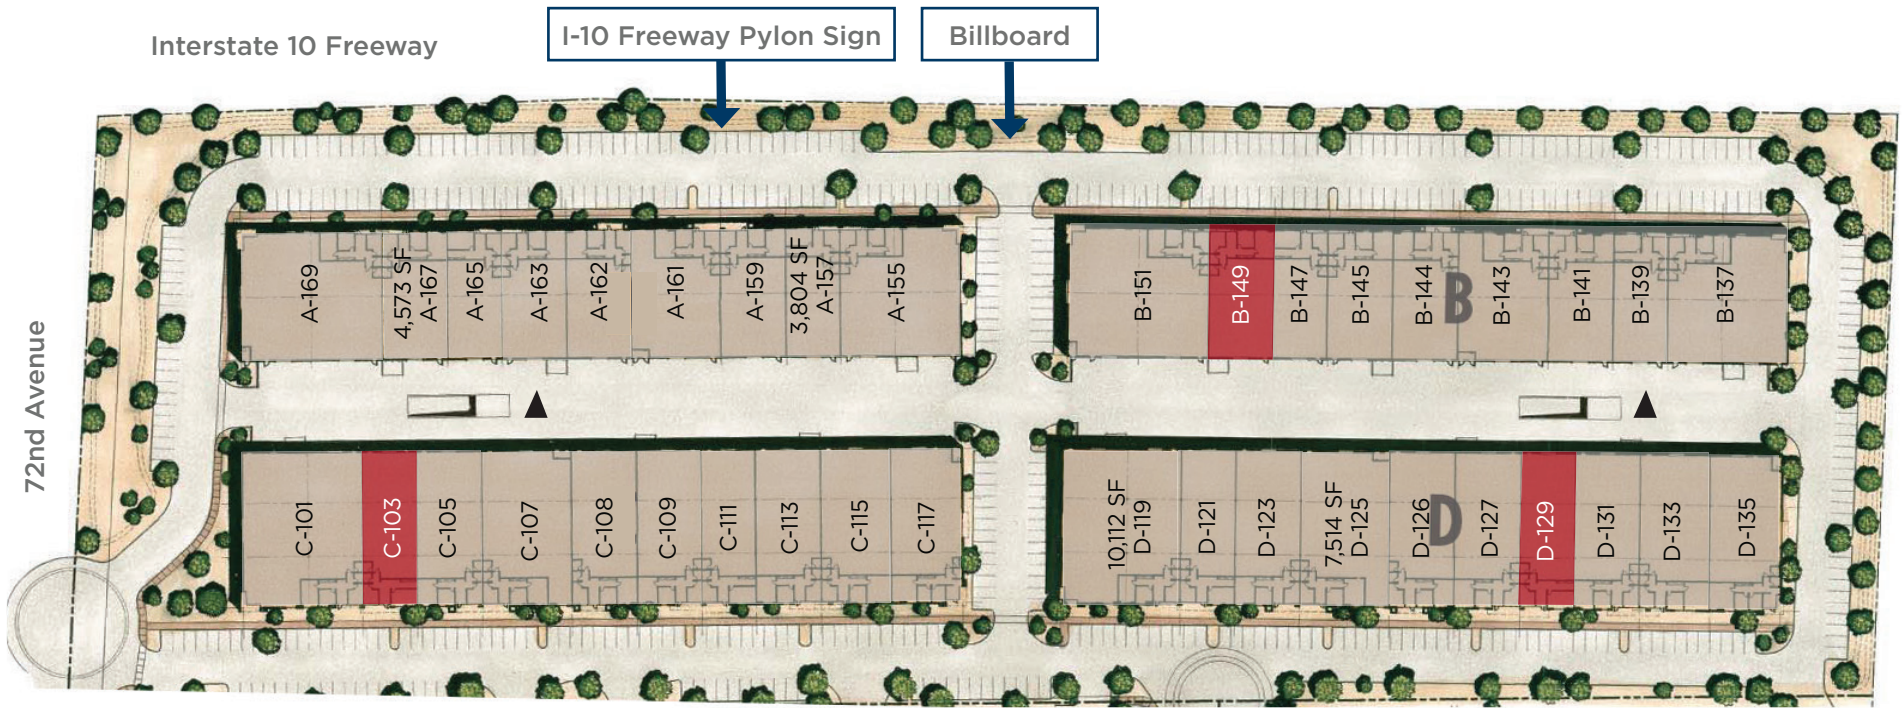 Interstate 10 Freeway
I-10 Freeway Pylon Sign
Billboard
72nd Avenue
A-169
4,573 SF
A-167
A-165
A-163
A-162
A-161
A-159
3,804 SF
A-157
A-155
B-151
B-149
B-147
B-145
B-144
B
B-143
B-141
B-139
B-137
C-101
C-103
C-105
C-107
C-108
C-109
C-111
C-113
C-115
C-117
10,112 SF
D-119
D-121
D-123
7,514 SF
D-125
D-126
D
D-127
D-129
D-131
D-133
D-135